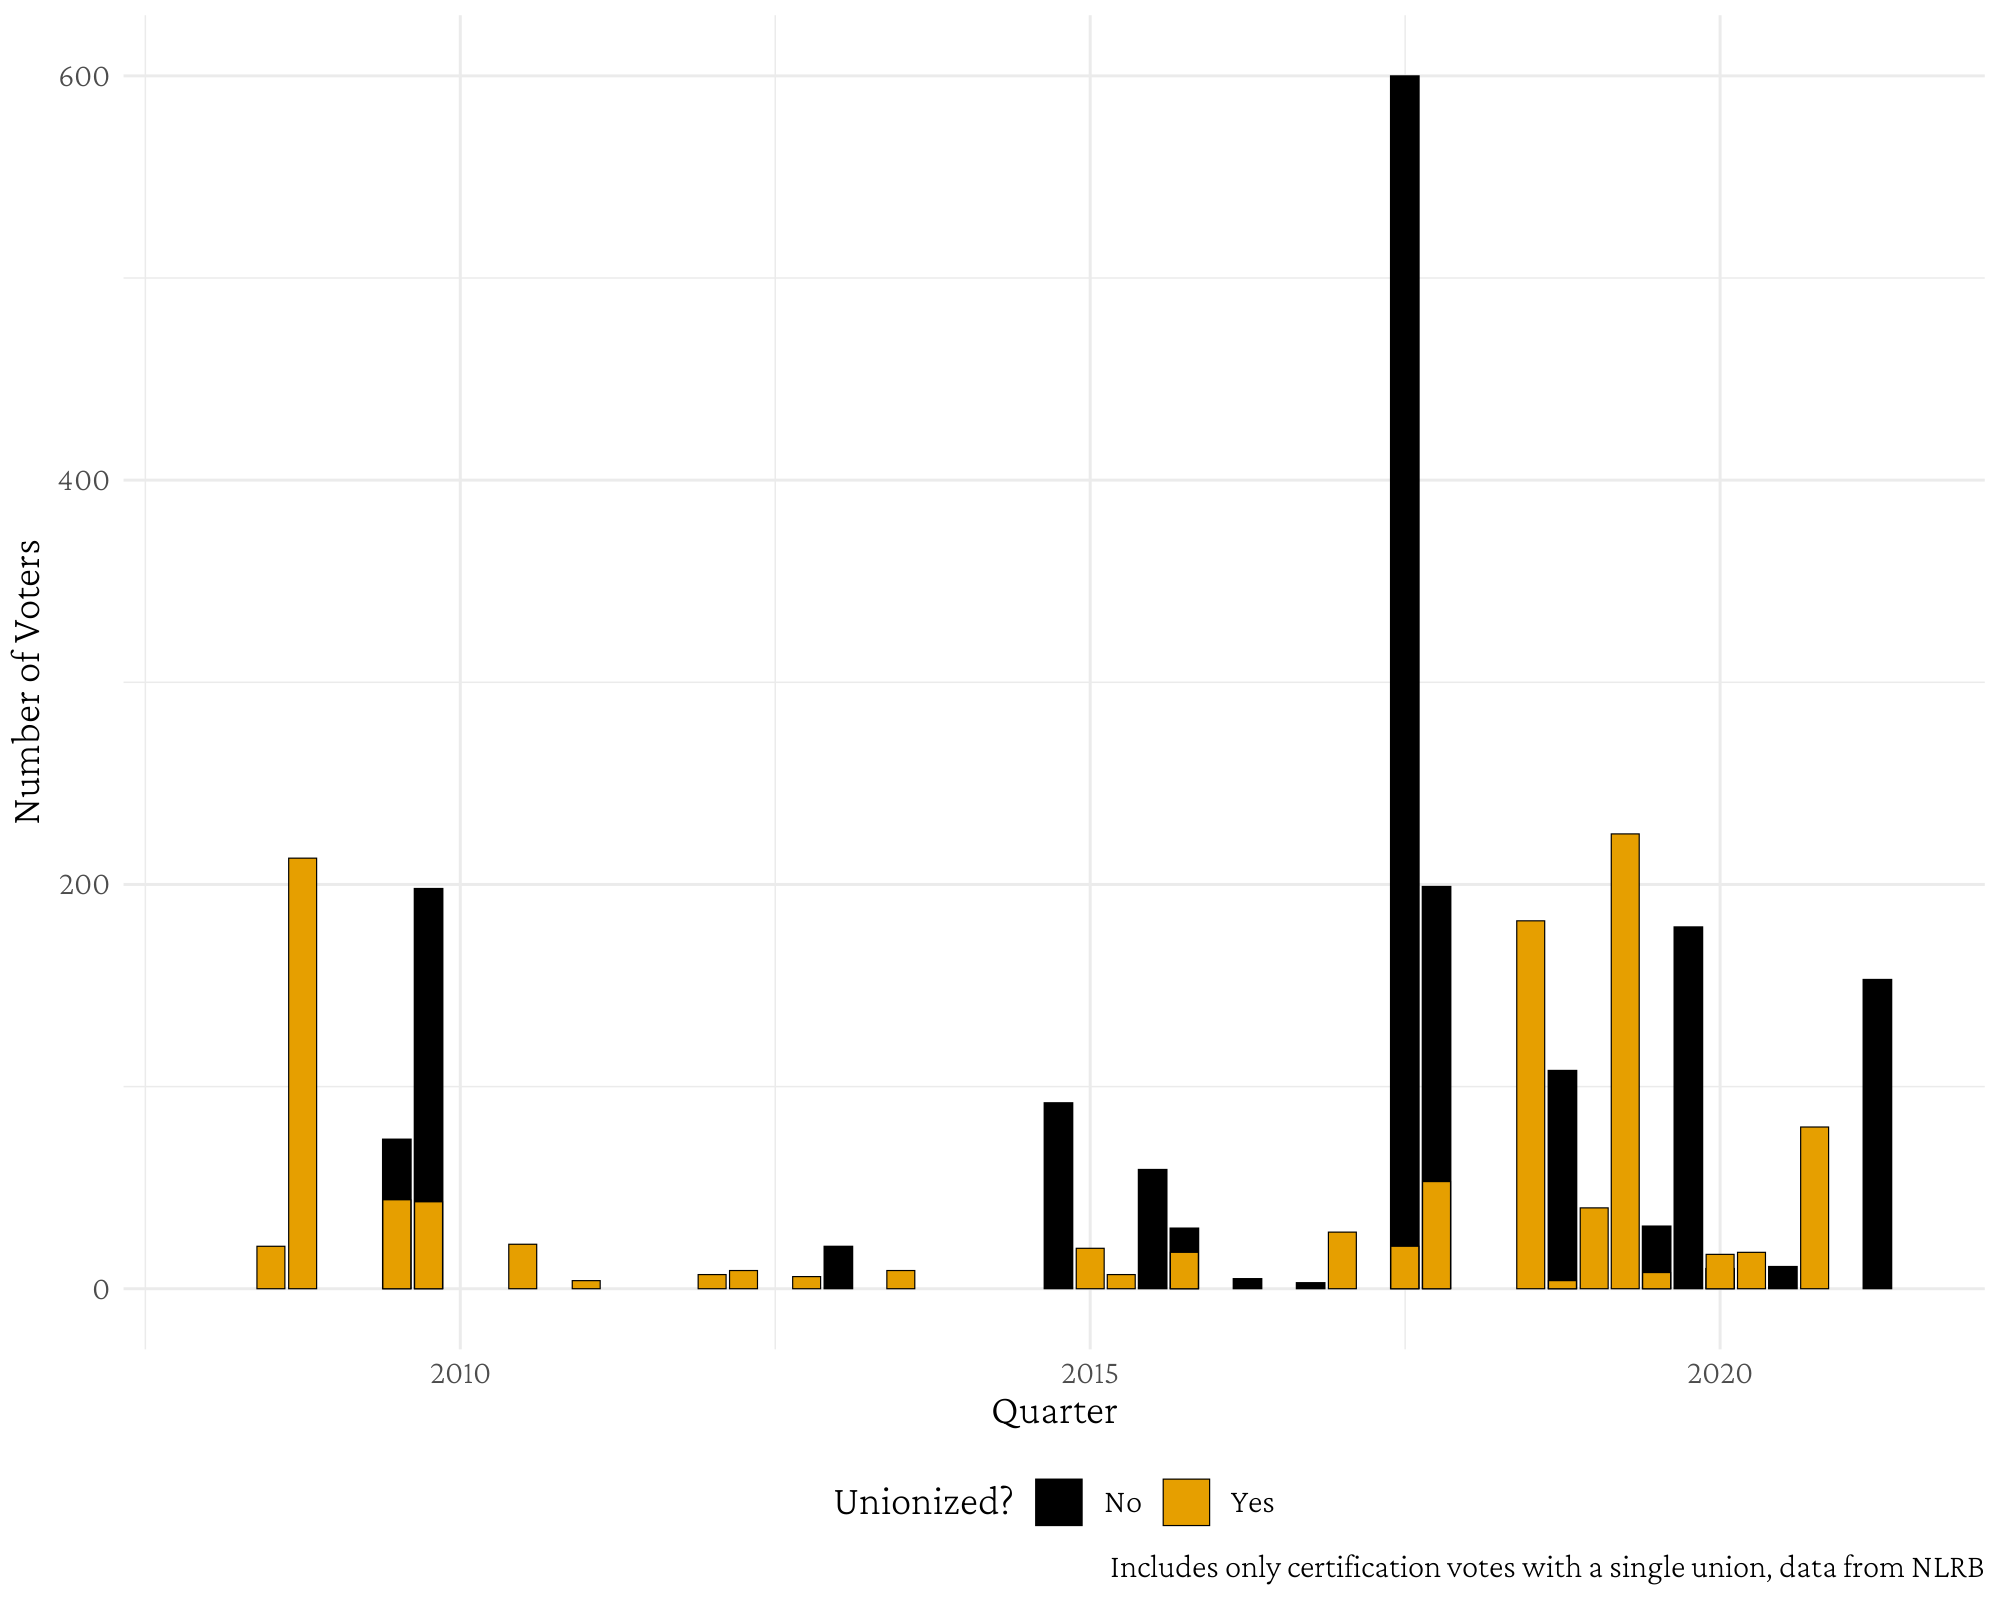 600
400
200
0
Number of Voters
2010
2015
2020
Quarter
Unionized? No Yes
Includes only certification votes with a single union, data from NLRB